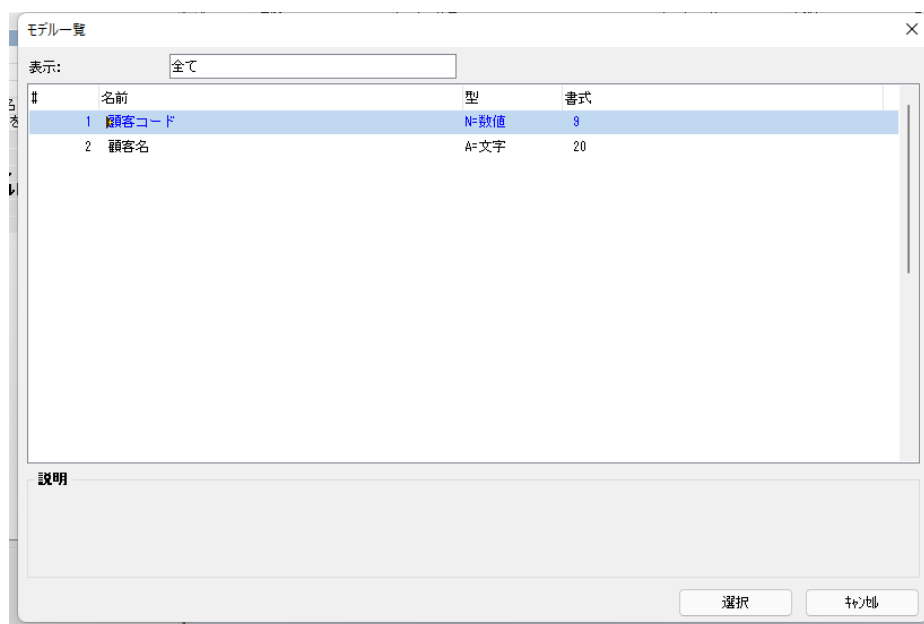 モデル一覧
表示: 全て
# 名前 型 書式
1 顧客コード N=数値 9
2 顧客名 A=文字 20
説明
選択 ｷｬﾝｾﾙ